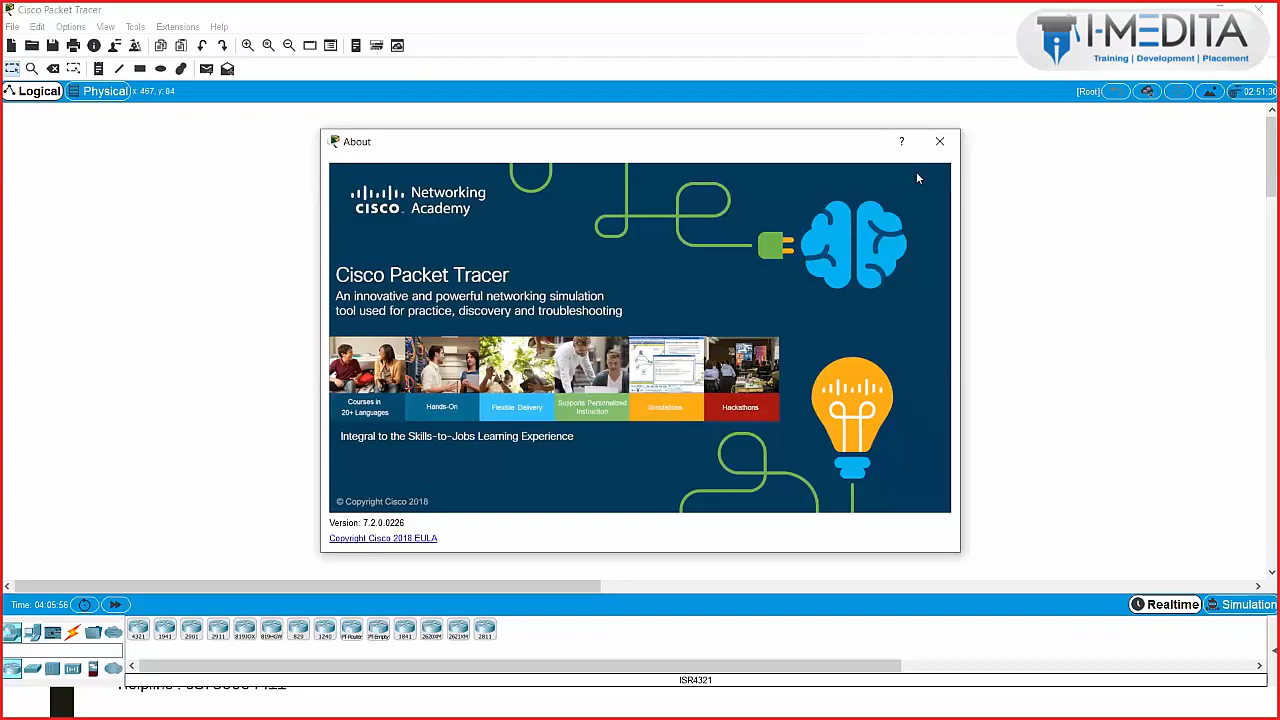 Cisco Packet Tracer
File Edit Options View Tools Extensions Help
I-MEDITA
Training | Development | Placement
Logical Physical x: 467, y: 84
[Root] 02:51:30
About
Networking
CISCO Academy
Cisco Packet Tracer
An innovative and powerful networking simulation
tool used for practice, discovery and troubleshooting
Courses in
20+ Languages
Hands-On
Flexible Delivery
Supports Personalized
Instruction
Simulations
Hackathons
Integral to the Skills-to-Jobs Learning Experience
© Copyright Cisco 2018
Version: 7.2.0.0226
Copyright Cisco 2018 EULA
Time: 04:05:56
Realtime Simulation
4321 1941 2901 2911 819IOX 819HGW 829 1240 PT-Router PT-Empty 1841 2620XM 2621XM 2811
ISR4321